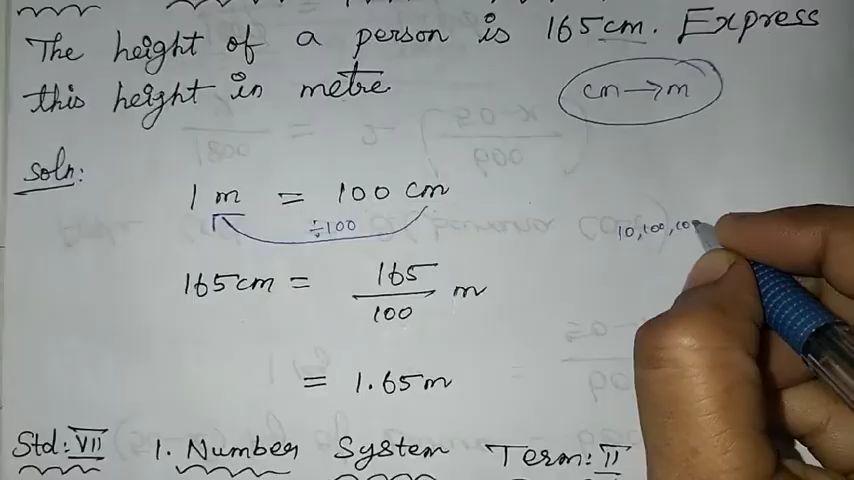 The height of a person is 165cm. Express
this height in metre
cm → m
Soln:
1 m = 100 cm
÷100
10,100,100
165cm = 165/100 m
= 1.65m
Std: VII 1. Number System Term: II